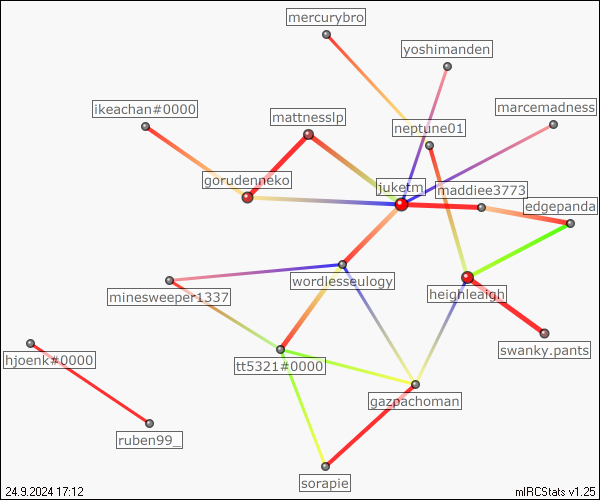 mercurybro
yoshimanden
ikeachan#0000
marcemadness
mattnesslp
neptune01
gorudenneko
juketm
maddiee3773
edgepanda
wordlesseulogy
minesweeper1337
heighleaigh
hjoenk#0000
tt5321#0000
swanky.pants
gazpachoman
ruben99_
sorapie
24.9.2024 17:12
mIRCStats v1.25